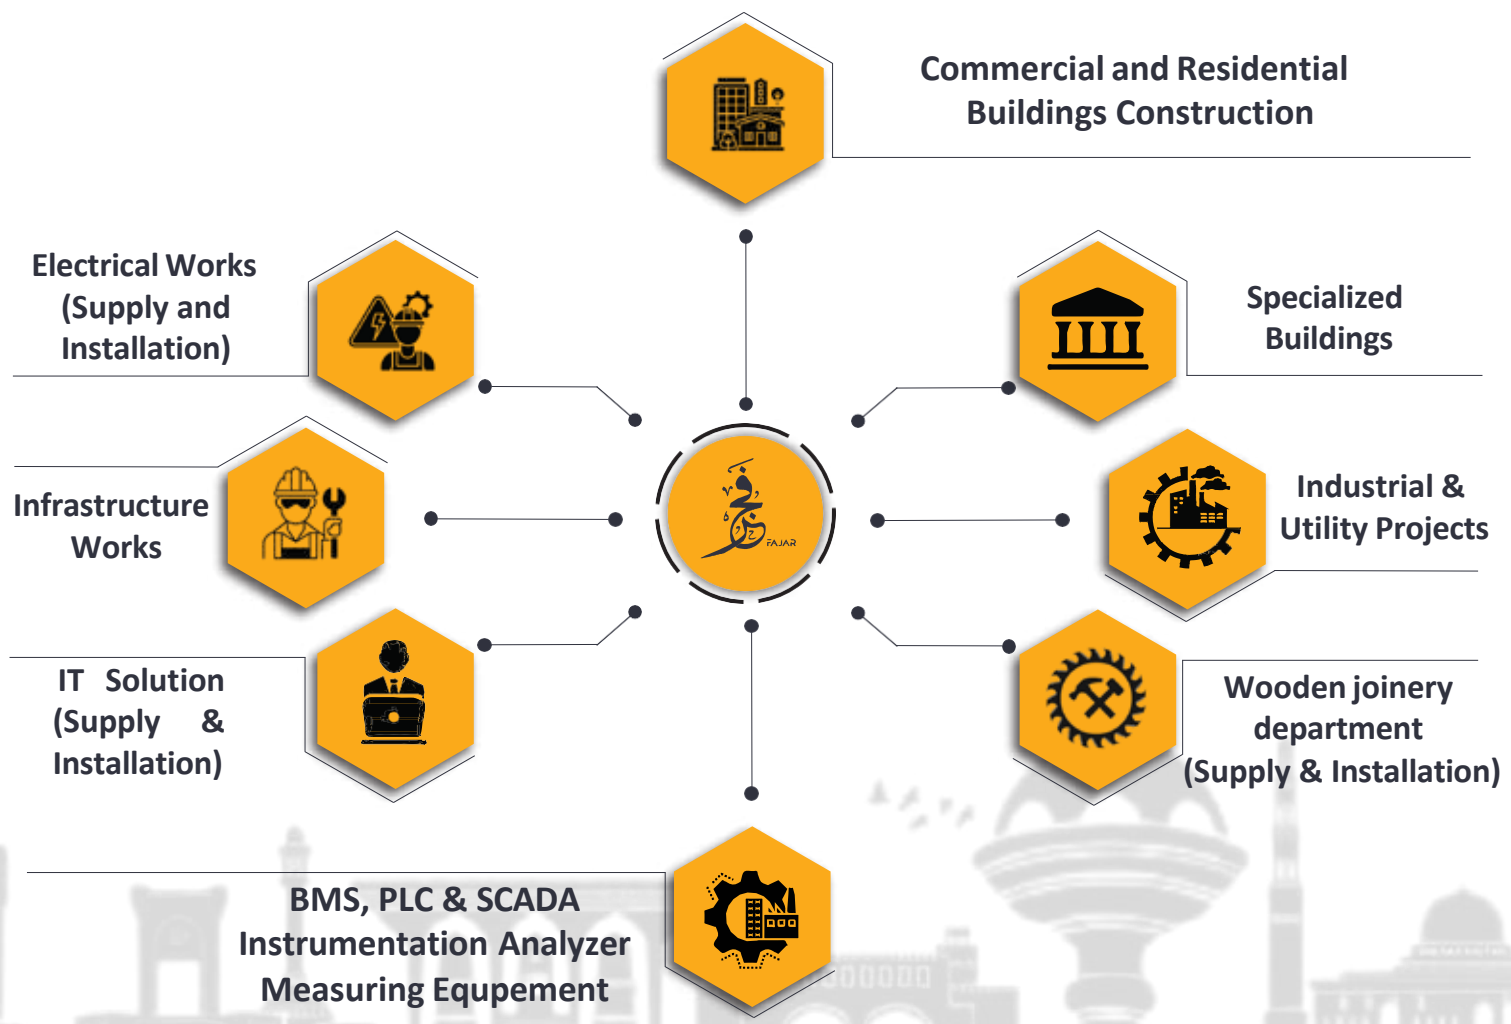 Commercial and Residential
Buildings Construction
Electrical Works
(Supply and
Installation)
Specialized
Buildings
Infrastructure
Works
فجر
FAJAR
Industrial &
Utility Projects
IT Solution
(Supply &
Installation)
Wooden joinery
department
(Supply & Installation)
BMS, PLC & SCADA
Instrumentation Analyzer
Measuring Equpement